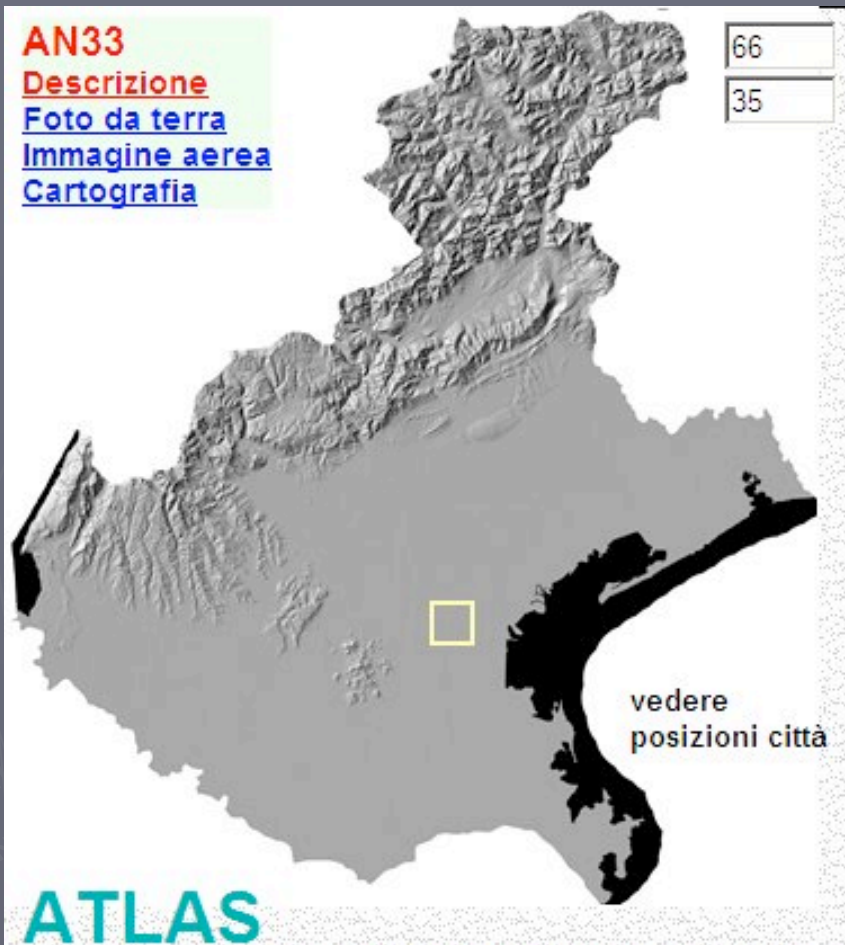 AN33
Descrizione
Foto da terra
Immagine aerea
Cartografia
66
35
vedere
posizioni città
ATLAS